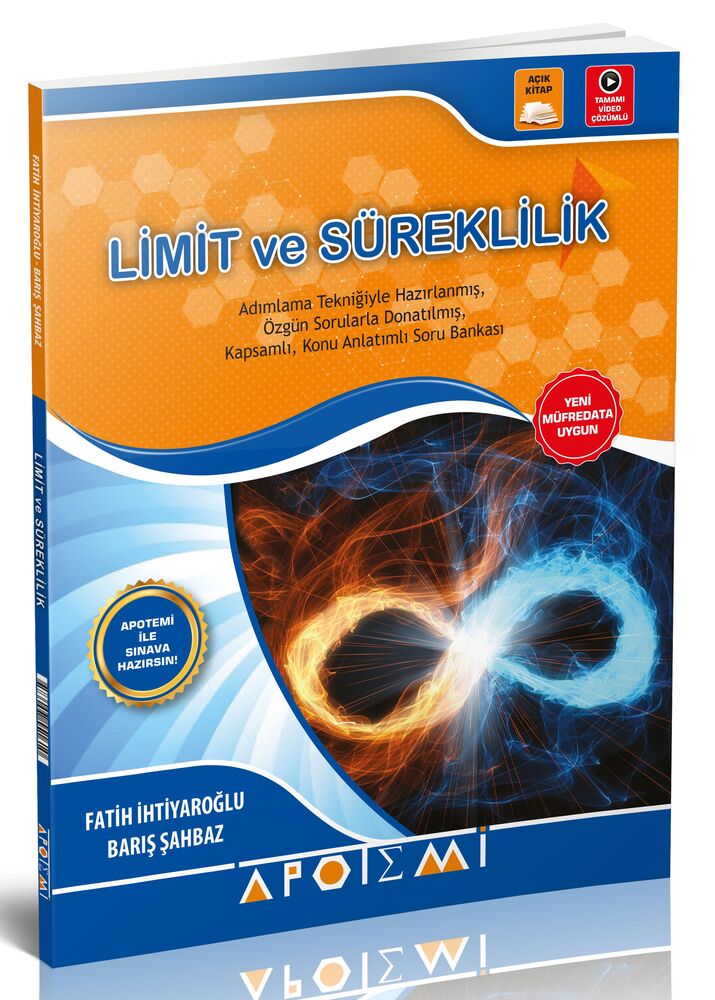 AÇIK
KİTAP
TAMAMI
VİDEO
ÇÖZÜMLÜ
LİMİT ve SÜREKLİLİK
Adımlama Tekniğiyle Hazırlanmış,
Özgün Sorularla Donatılmış,
Kapsamlı, Konu Anlatımlı Soru Bankası
YENİ
MÜFREDATA
UYGUN
APOTEMİ
İLE
SINAVA
HAZIRSIN!
FATİH İHTİYAROĞLU
BARIŞ ŞAHBAZ
APOTEMİ
FATİH İHTİYAROĞLU - BARIŞ ŞAHBAZ
LİMİT ve SÜREKLİLİK
APOTEMİ